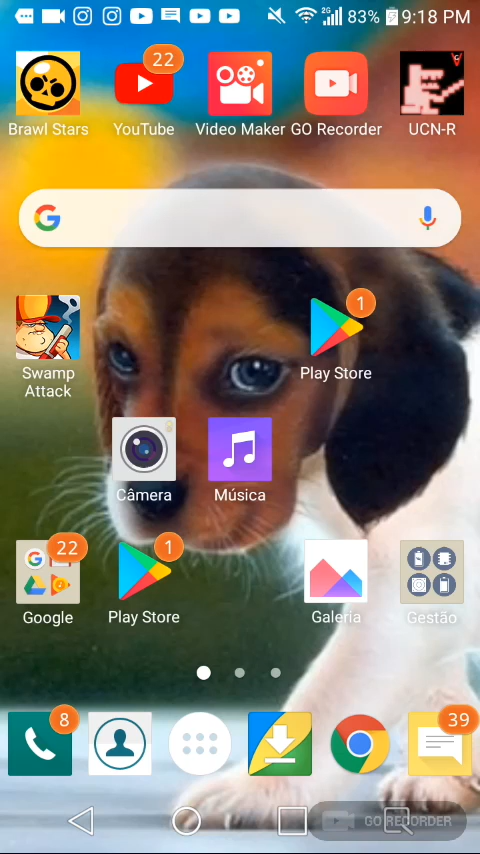 2G 83% 9:18 PM
22
Brawl Stars YouTube Video Maker GO Recorder UCN-R
G
1
Swamp Attack Play Store
Câmera Música
22 1
Google Play Store Galeria Gestão
8 39
GO RECORDER